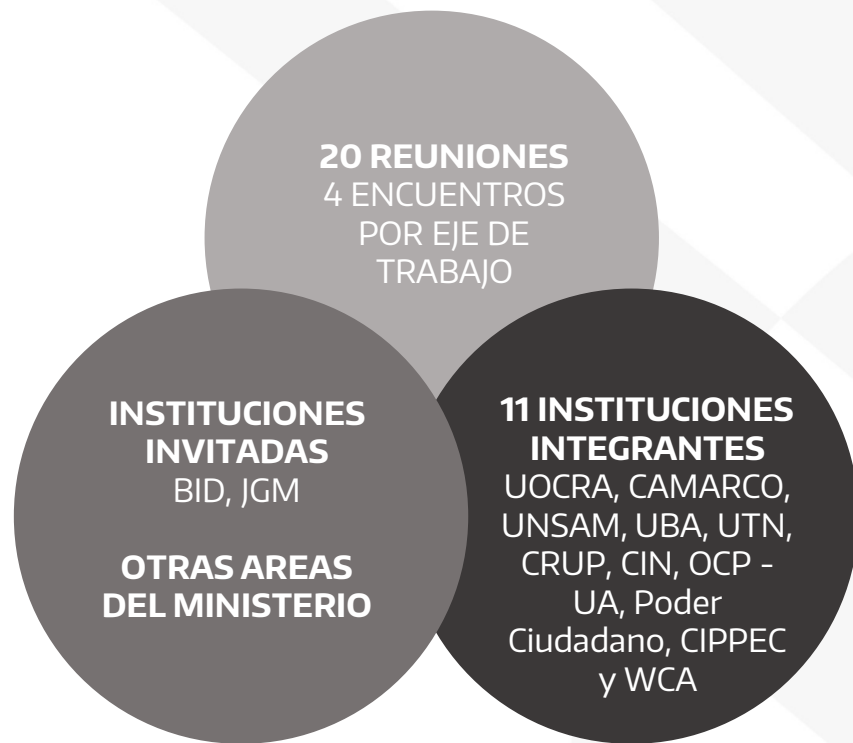 20 REUNIONES
4 ENCUENTROS
POR EJE DE
TRABAJO
INSTITUCIONES
INVITADAS
BID, JGM
OTRAS AREAS
DEL MINISTERIO
11 INSTITUCIONES
INTEGRANTES
UOCRA, CAMARCO,
UNSAM, UBA, UTN,
CRUP, CIN, OCP -
UA, Poder
Ciudadano, CIPPEC
y WCA